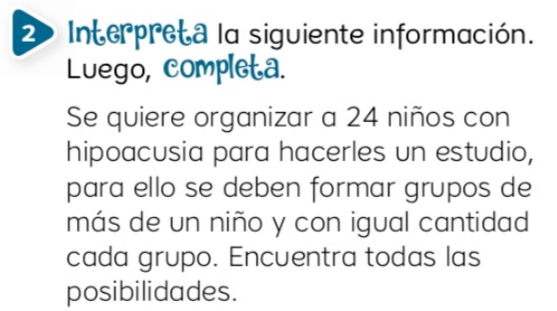 2 Interpreta la siguiente información.
Luego, completa.
Se quiere organizar a 24 niños con
hipoacusia para hacerles un estudio,
para ello se deben formar grupos de
más de un niño y con igual cantidad
cada grupo. Encuentra todas las
posibilidades.